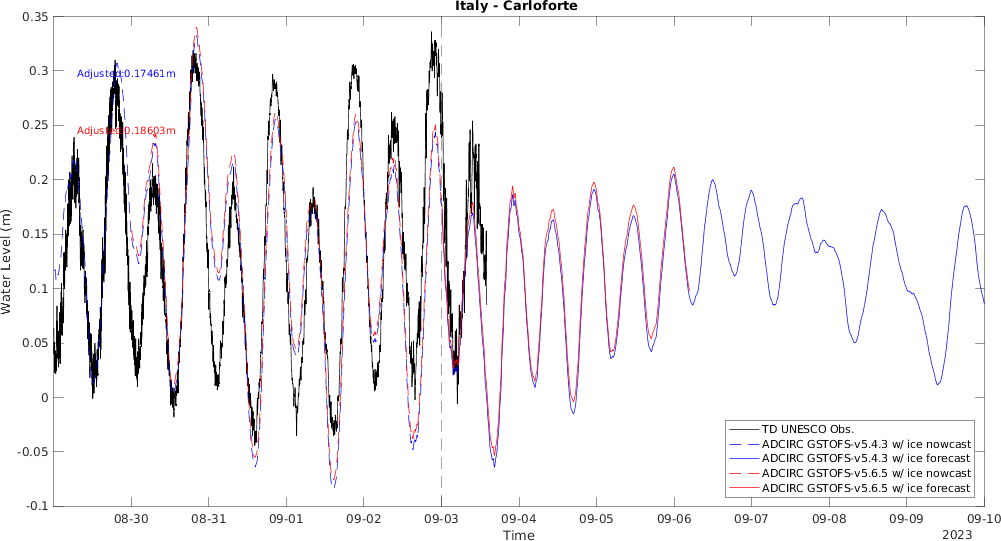 Italy - Carloforte
0.35
0.3
0.25
0.2
0.15
0.1
0.05
0
-0.05
-0.1
Water Level (m)
Adjusted:0.17461m
Adjusted:0.18603m
TD UNESCO Obs.
ADCIRC GSTOFS-v5.4.3 w/ ice nowcast
ADCIRC GSTOFS-v5.4.3 w/ ice forecast
ADCIRC GSTOFS-v5.6.5 w/ ice nowcast
ADCIRC GSTOFS-v5.6.5 w/ ice forecast
08-30 08-31 09-01 09-02 09-03 09-04 09-05 09-06 09-07 09-08 09-09 09-10
Time
2023